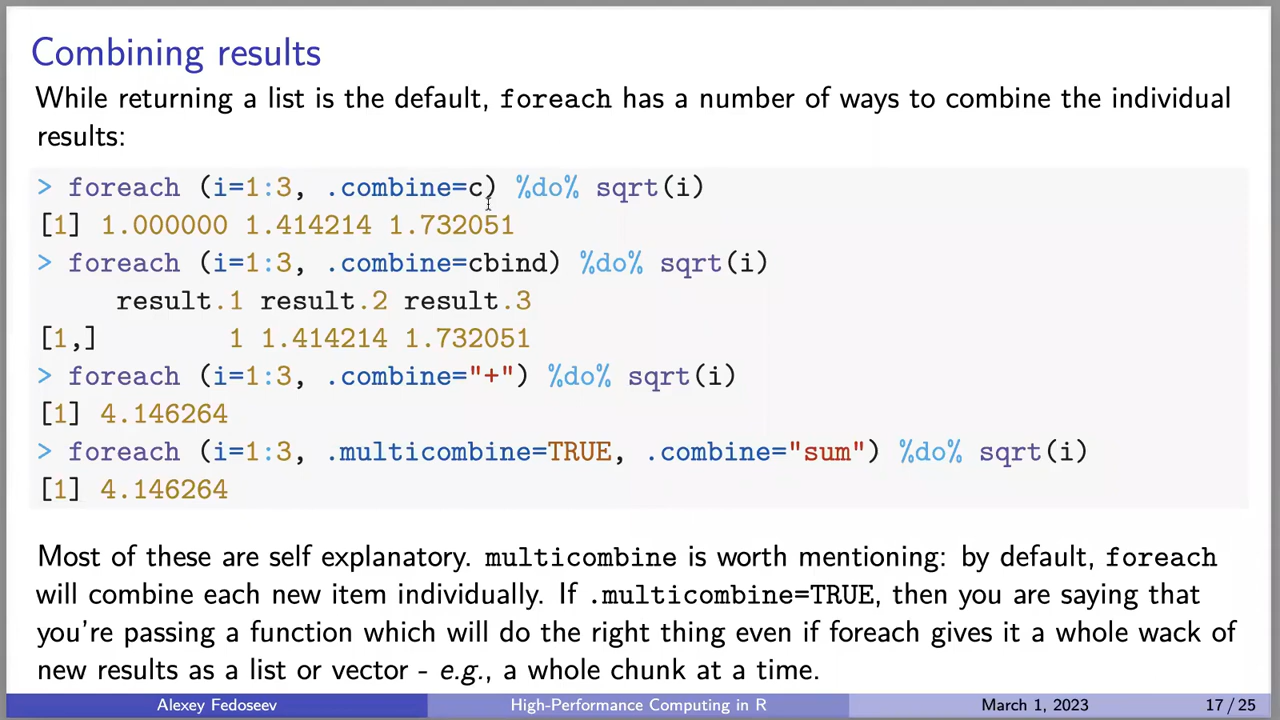 Combining results
While returning a list is the default, foreach has a number of ways to combine the individual
results:
> foreach (i=1:3, .combine=c) %do% sqrt(i)
[1] 1.000000 1.414214 1.732051
> foreach (i=1:3, .combine=cbind) %do% sqrt(i)
result.1 result.2 result.3
[1,] 1 1.414214 1.732051
> foreach (i=1:3, .combine="+") %do% sqrt(i)
[1] 4.146264
> foreach (i=1:3, .multicombine=TRUE, .combine="sum") %do% sqrt(i)
[1] 4.146264
Most of these are self explanatory. multicombine is worth mentioning: by default, foreach
will combine each new item individually. If .multicombine=TRUE, then you are saying that
you're passing a function which will do the right thing even if foreach gives it a whole wack of
new results as a list or vector - e.g., a whole chunk at a time.
Alexey Fedoseev High-Performance Computing in R March 1, 2023 17 / 25